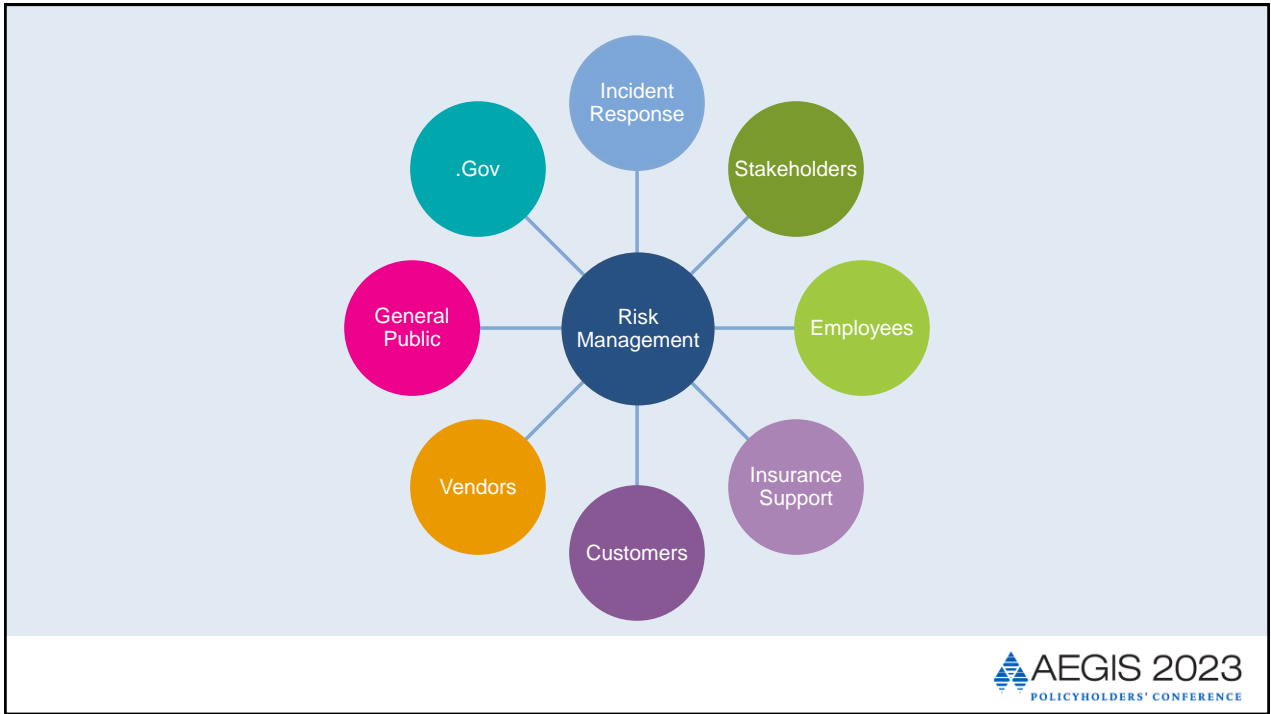 Incident
Response
.Gov
Stakeholders
General
Public
Risk
Management
Employees
Vendors
Insurance
Support
Customers
AEGIS 2023
POLICYHOLDERS' CONFERENCE